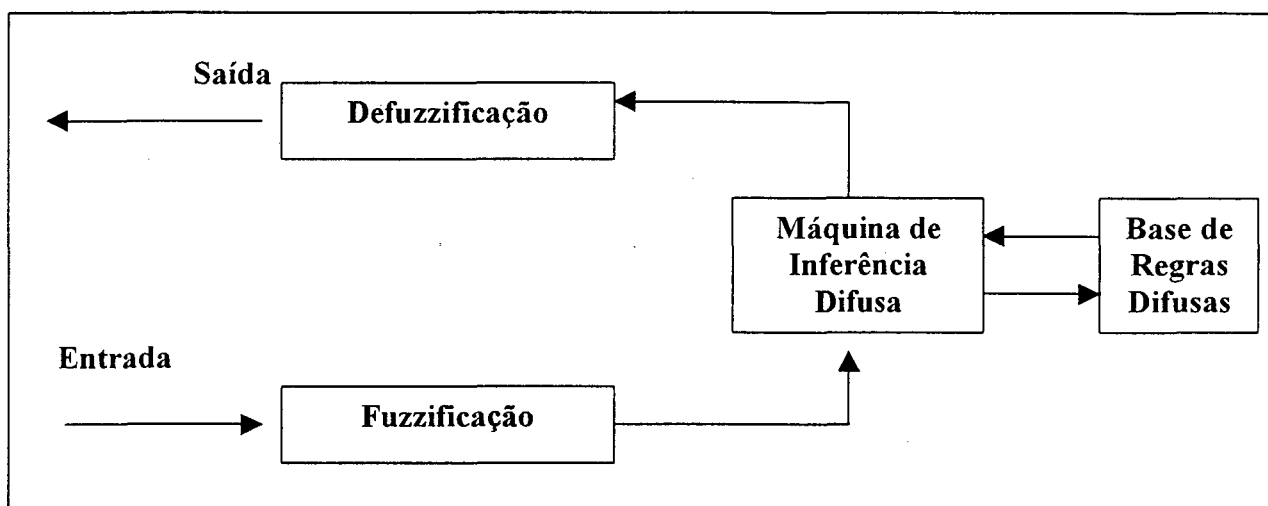 Saída
Defuzzificação
Máquina de
Inferência
Difusa
Base de
Regras
Difusas
Entrada
Fuzzificação